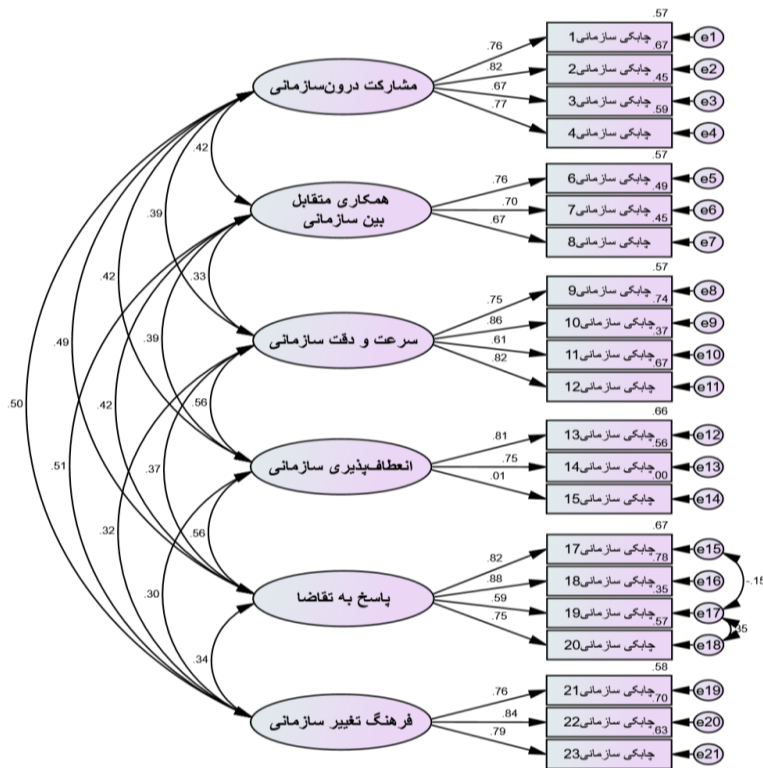 .57
چابکی سازمانی1
e1
.76
.67
چابکی سازمانی2
e2
.82
.45
مشارکت درون‌سازمانی
چابکی سازمانی3
e3
.67
.59
چابکی سازمانی4
e4
.77
.42
.57
چابکی سازمانی6
e5
.76
.49
همکاری متقابل
بین سازمانی
چابکی سازمانی7
e6
.70
.45
چابکی سازمانی8
e7
.67
.39
.33
.42
.57
چابکی سازمانی9
e8
.75
.74
چابکی سازمانی10
e9
.86
.37
سرعت و دقت سازمانی
چابکی سازمانی11
e10
.61
.67
چابکی سازمانی12
e11
.82
.49
.39
.50
.42
.56
.66
چابکی سازمانی13
e12
.81
.56
انعطاف‌پذیری سازمانی
چابکی سازمانی14
e13
.75
.00
چابکی سازمانی15
e14
.01
.51
.37
.32
.56
.67
چابکی سازمانی17
e15
.82
.78
چابکی سازمانی18
e16
.88
.35
-.15
پاسخ به تقاضا
چابکی سازمانی19
e17
.59
.57
چابکی سازمانی20
e18
.75
.30
.34
.58
چابکی سازمانی21
e19
.76
.70
فرهنگ تغییر سازمانی
چابکی سازمانی22
e20
.84
.63
چابکی سازمانی23
e21
.79